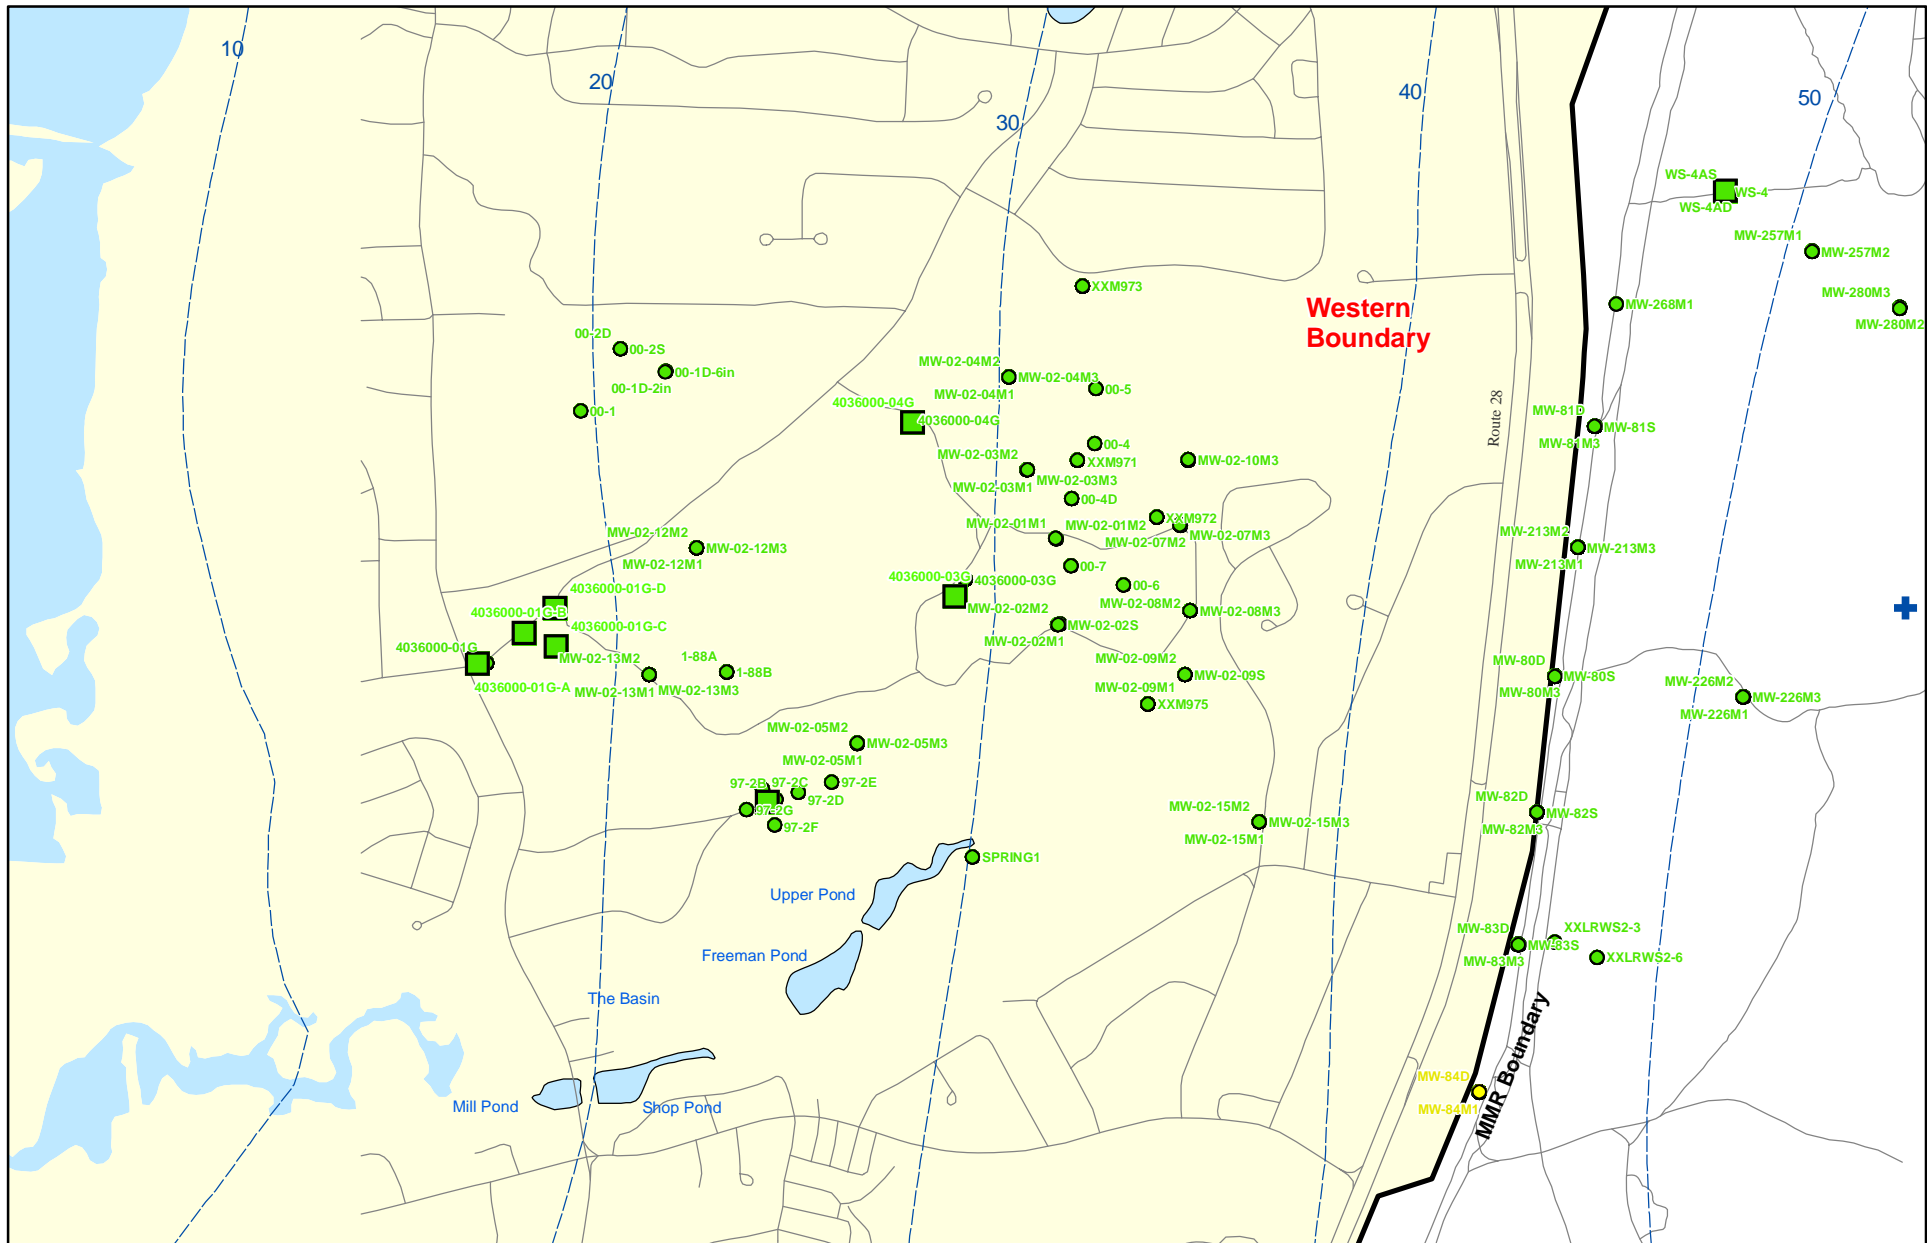 10
20
30
40
50
WS-4AS
WS-4
WS-4AD
MW-257M1
MW-257M2
MW-280M3
MW-280M2
MW-268M1
XXM973
Western
Boundary
00-2D
00-2S
00-1D-6in
00-1D-2in
00-1
MW-02-04M2
MW-02-04M3
MW-02-04M1
00-5
4036000-04G
4036000-04G
Route 28
MW-81D
MW-81S
MW-81M3
00-4
MW-02-03M2
XXM971
MW-02-10M3
MW-02-03M3
MW-02-03M1
00-4D
MW-02-01M1
MW-02-01M2
XXM972
MW-02-07M3
MW-02-07M2
MW-213M2
MW-213M3
MW-213M1
MW-02-12M2
MW-02-12M3
MW-02-12M1
00-7
4036000-03G
4036000-03G
00-6
4036000-01G-D
MW-02-02M2
MW-02-08M2
MW-02-08M3
4036000-01G-B
4036000-01G-C
MW-02-02S
MW-02-02M1
4036000-01G
MW-02-13M2
1-88A
1-88B
4036000-01G-A
MW-02-13M1
MW-02-13M3
MW-02-09M2
MW-02-09S
MW-02-09M1
XXM975
MW-80D
MW-80S
MW-80M3
MW-226M2
MW-226M3
MW-226M1
MW-02-05M2
MW-02-05M3
MW-02-05M1
97-2B
97-2C
97-2E
97-2D
97-2G
97-2F
MW-02-15M2
MW-02-15M3
MW-02-15M1
MW-82D
MW-82S
MW-82M3
SPRING1
Upper Pond
Freeman Pond
The Basin
MW-83D
MW-83S
MW-83M3
XXLRWS2-3
XXLRWS2-6
MMR Boundary
MW-84D
MW-84M1
Mill Pond
Shop Pond